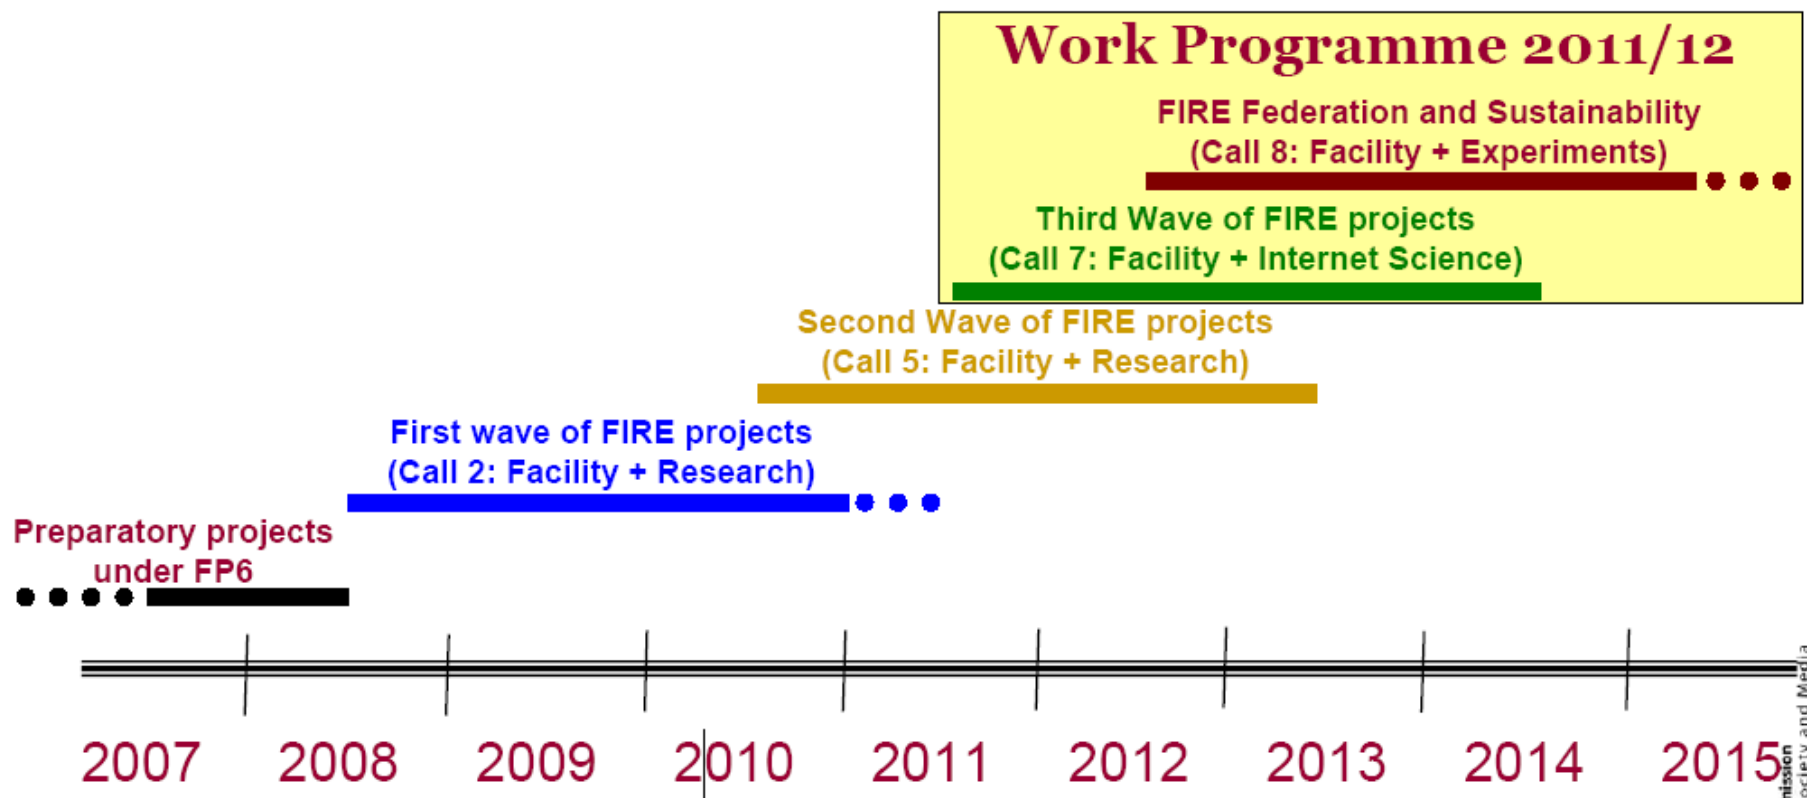 Work Programme 2011/12
FIRE Federation and Sustainability
(Call 8: Facility + Experiments)
Third Wave of FIRE projects
(Call 7: Facility + Internet Science)
Second Wave of FIRE projects
(Call 5: Facility + Research)
First wave of FIRE projects
(Call 2: Facility + Research)
Preparatory projects
under FP6
2007 2008 2009 2010 2011 2012 2013 2014 2015
and Media